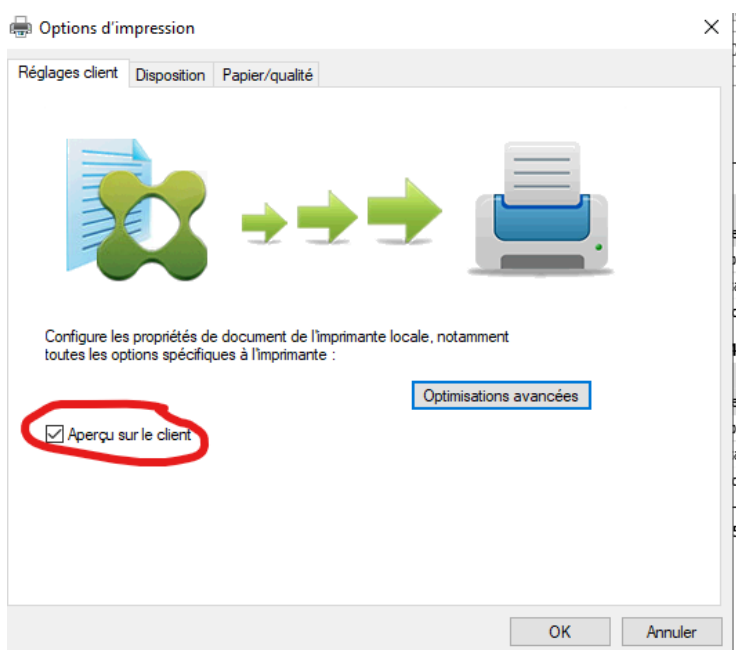 Options d'impression
Réglages client Disposition Papier/qualité
Configure les propriétés de document de l'imprimante locale, notamment
toutes les options spécifiques à l'imprimante :
Optimisations avancées
Aperçu sur le client
OK Annuler